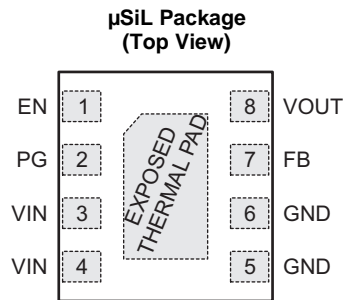 µSiL Package
(Top View)
EN 1 8 VOUT
PG 2 7 FB
VIN 3 6 GND
VIN 4 5 GND
EXPOSED
THERMAL PAD